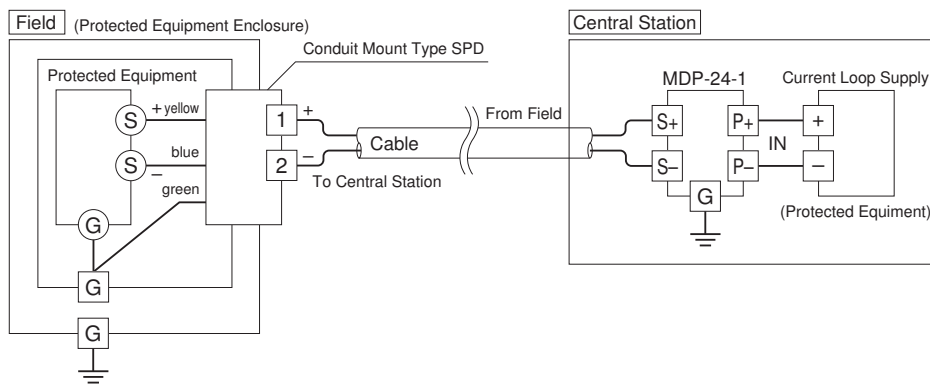 Field (Protected Equipment Enclosure)
Conduit Mount Type SPD
Protected Equipment
S + yellow
S – blue
green
G
G
G
1 +
2 –
Cable
From Field
To Central Station
Central Station
MDP-24-1
Current Loop Supply
S+ P+ +
IN
S– P– –
G
(Protected Equiment)